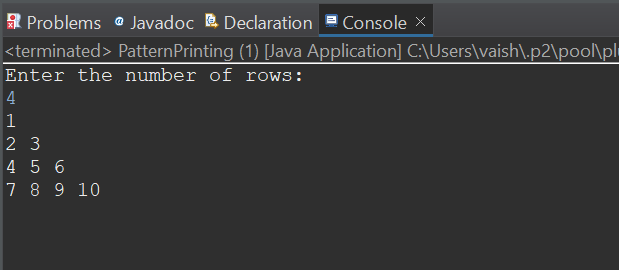 Problems @ Javadoc Declaration Console
<terminated> PatternPrinting (1) [Java Application] C:\Users\vaish\.p2\pool\plu
Enter the number of rows:
4
1
2 3
4 5 6
7 8 9 10